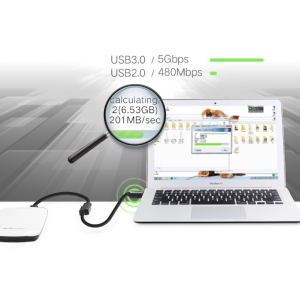 USB3.0 / 5Gbps
USB2.0 / 480Mbps
calculating
2(6.53GB)
201MB/sec